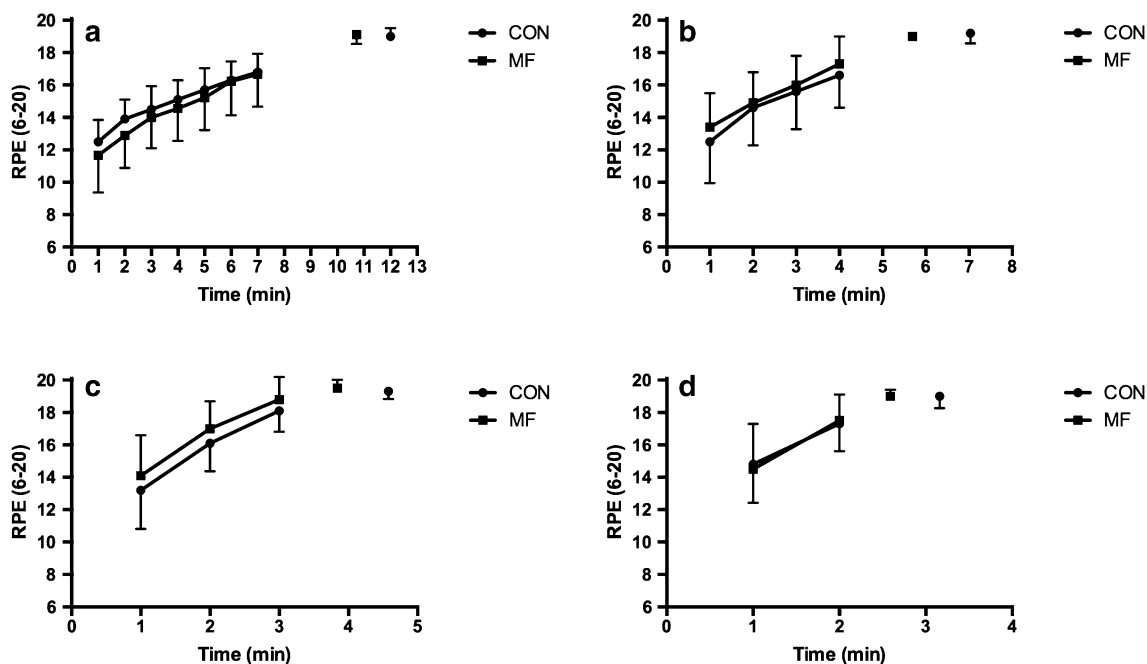 a
RPE (6-20)
20
18
16
14
12
10
8
6
0 1 2 3 4 5 6 7 8 9 10 11 12 13
Time (min)
CON
MF
b
RPE (6-20)
20
18
16
14
12
10
8
6
0 1 2 3 4 5 6 7 8
Time (min)
CON
MF
c
RPE (6-20)
20
18
16
14
12
10
8
6
0 1 2 3 4 5
Time (min)
CON
MF
d
RPE (6-20)
20
18
16
14
12
10
8
6
0 1 2 3 4
Time (min)
CON
MF